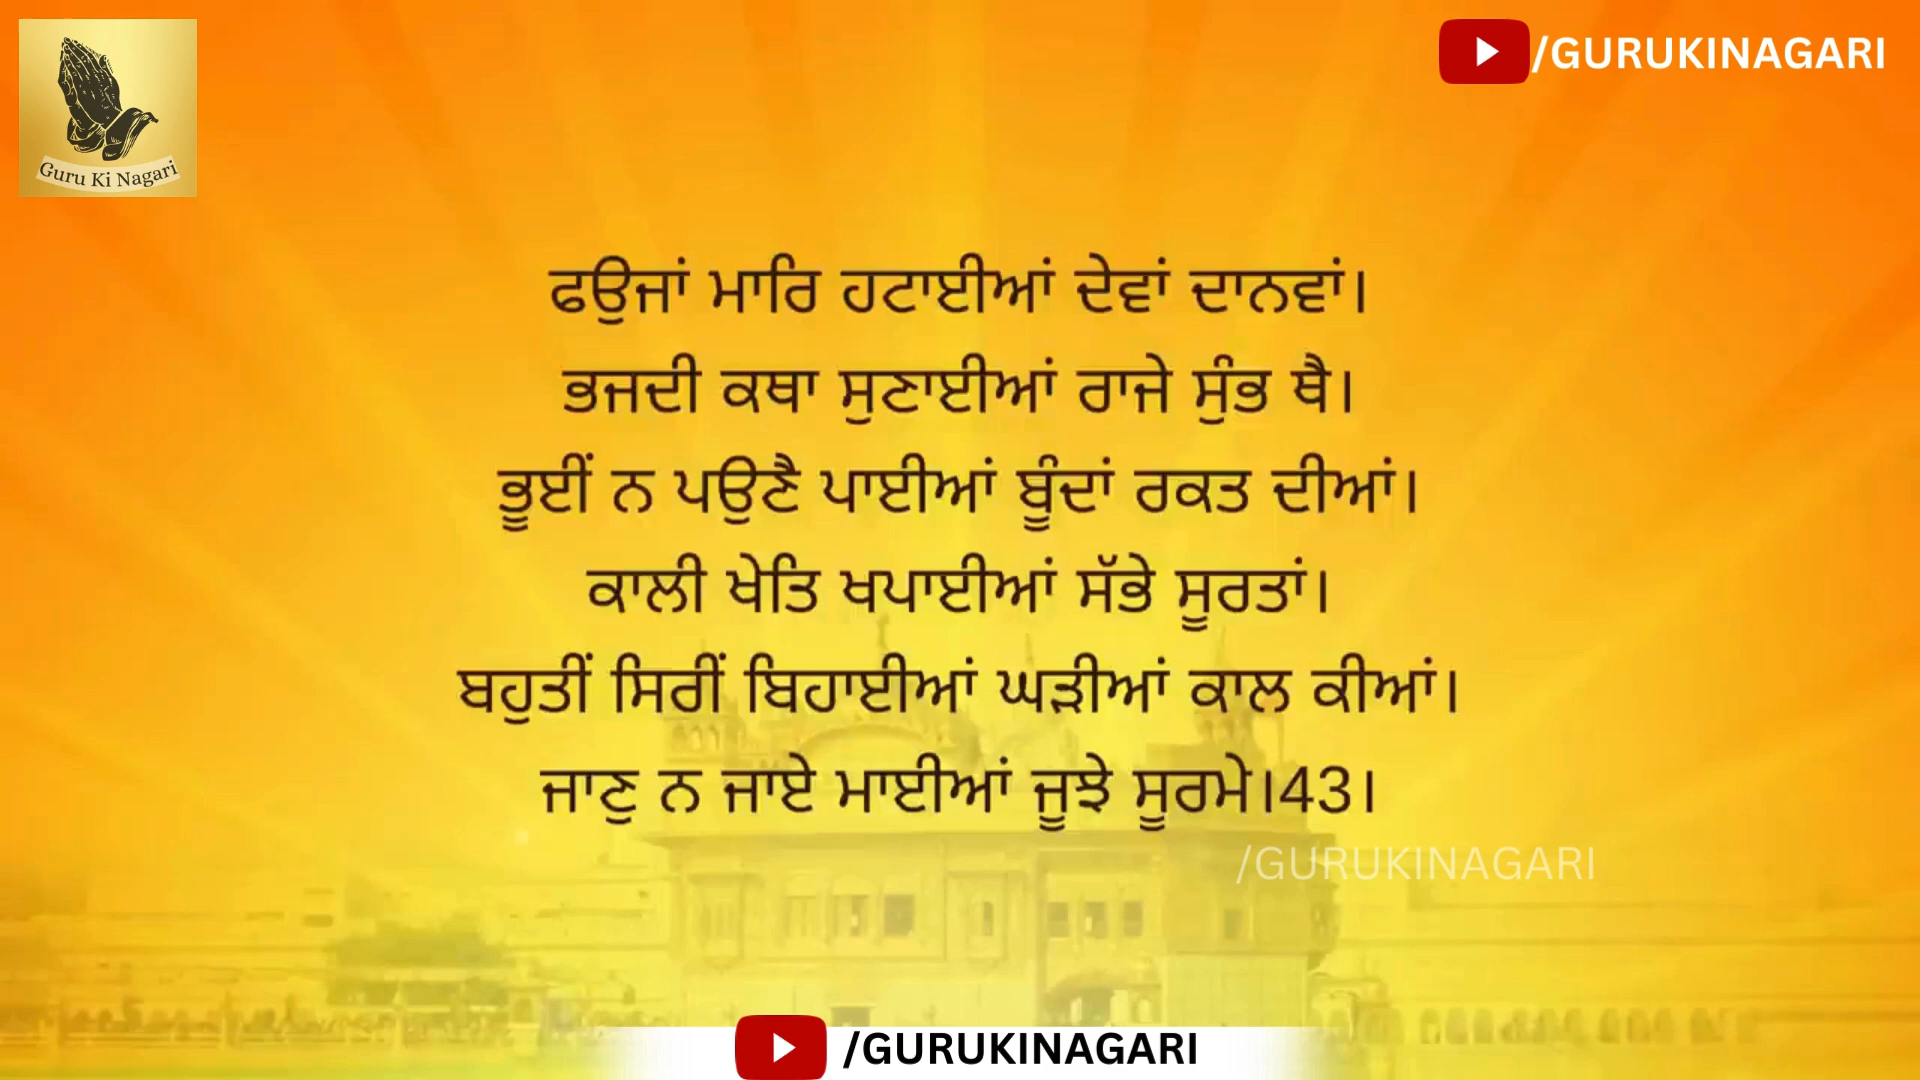 /GURUKINAGARI
Guru Ki Nagari
ਫਉਜਾਂ ਮਾਰਿ ਹਟਾਈਆਂ ਦੇਵਾਂ ਦਾਨਵਾਂ।
ਭਜਦੀ ਕਥਾ ਸੁਣਾਈਆਂ ਰਾਜੇ ਸੁੰਭ ਥੈ।
ਭੂਈਂ ਨ ਪਉਣੈ ਪਾਈਆਂ ਬੂੰਦਾਂ ਰਕਤ ਦੀਆਂ।
ਕਾਲੀ ਖੇਤਿ ਖਪਾਈਆਂ ਸੱਭੇ ਸੂਰਤਾਂ।
ਬਹੁਤੀਂ ਸਿਰੀਂ ਬਿਹਾਈਆਂ ਘੜੀਆਂ ਕਾਲ ਕੀਆਂ।
ਜਾਣੁ ਨ ਜਾਏ ਮਾਈਆਂ ਜੂਝੇ ਸੂਰਮੇ।43।
/GURUKINAGARI
/GURUKINAGARI